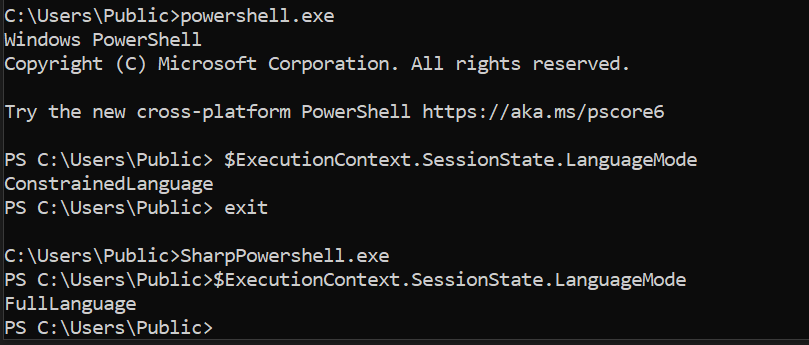 C:\Users\Public>powershell.exe
Windows PowerShell
Copyright (C) Microsoft Corporation. All rights reserved.
Try the new cross-platform PowerShell https://aka.ms/pscore6
PS C:\Users\Public> $ExecutionContext.SessionState.LanguageMode
ConstrainedLanguage
PS C:\Users\Public> exit
C:\Users\Public>SharpPowershell.exe
PS C:\Users\Public>$ExecutionContext.SessionState.LanguageMode
FullLanguage
PS C:\Users\Public>